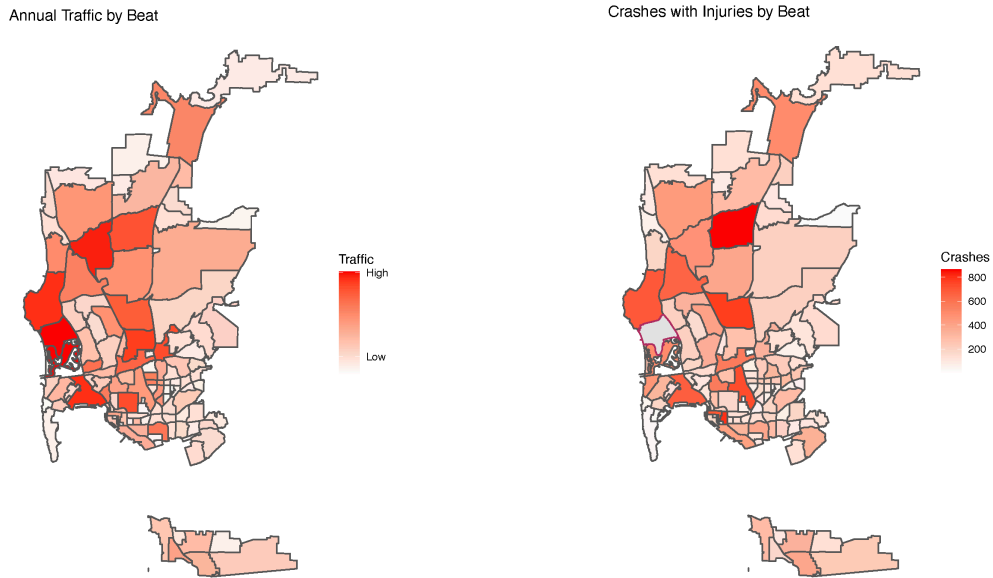 Annual Traffic by Beat
Crashes with Injuries by Beat
Traffic
High
Low
Crashes
800
600
400
200